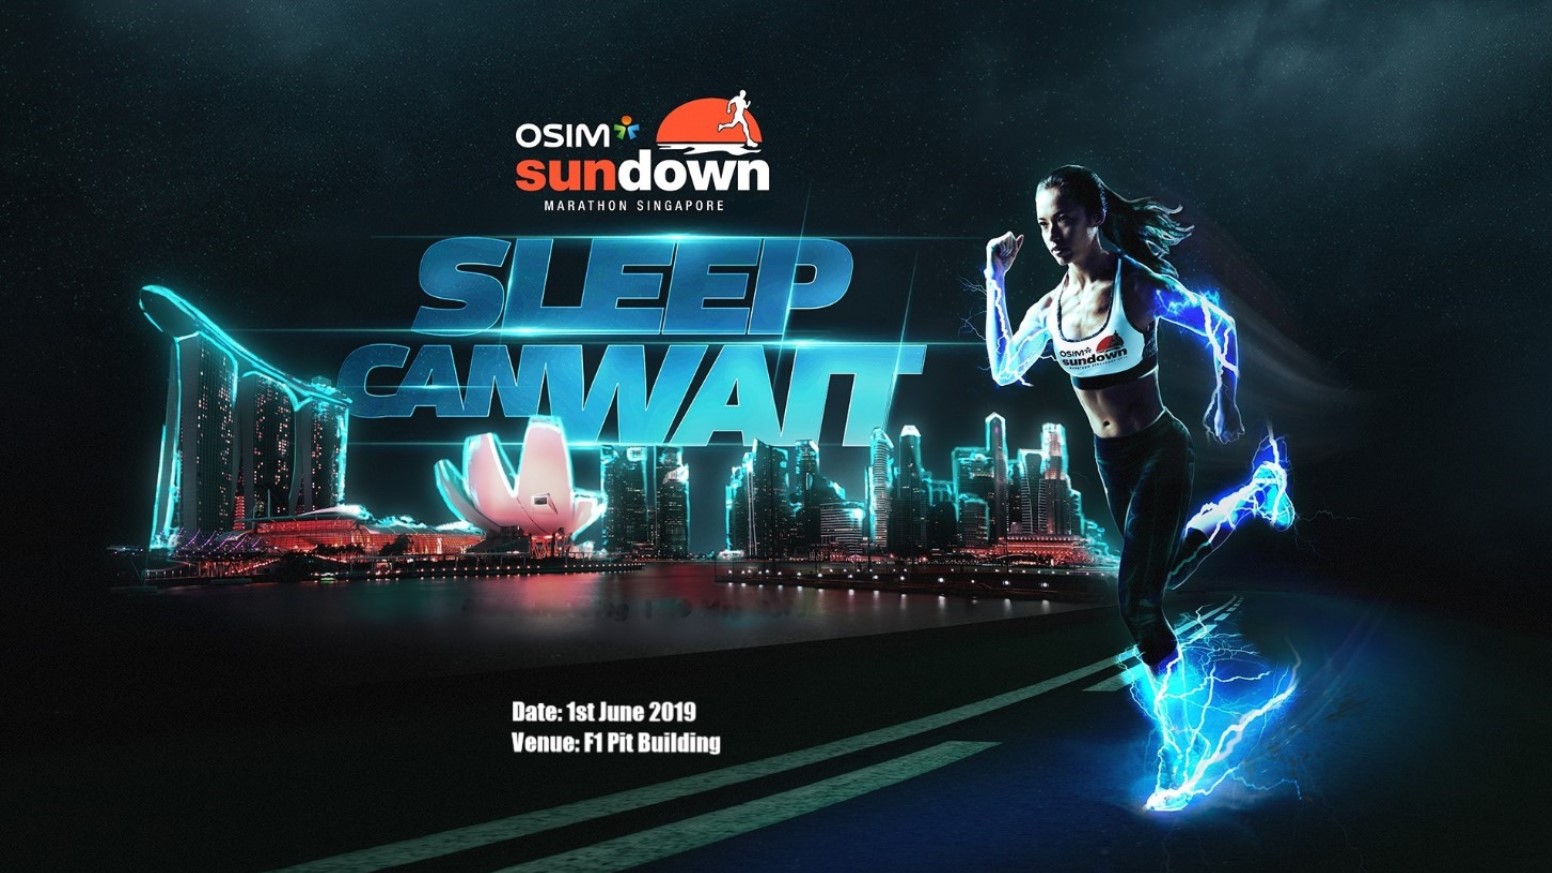 OSIM
sundown
MARATHON SINGAPORE
SLEEP
CAN WAIT
OSIM
sundown
Date: 1st June 2019
Venue: F1 Pit Building